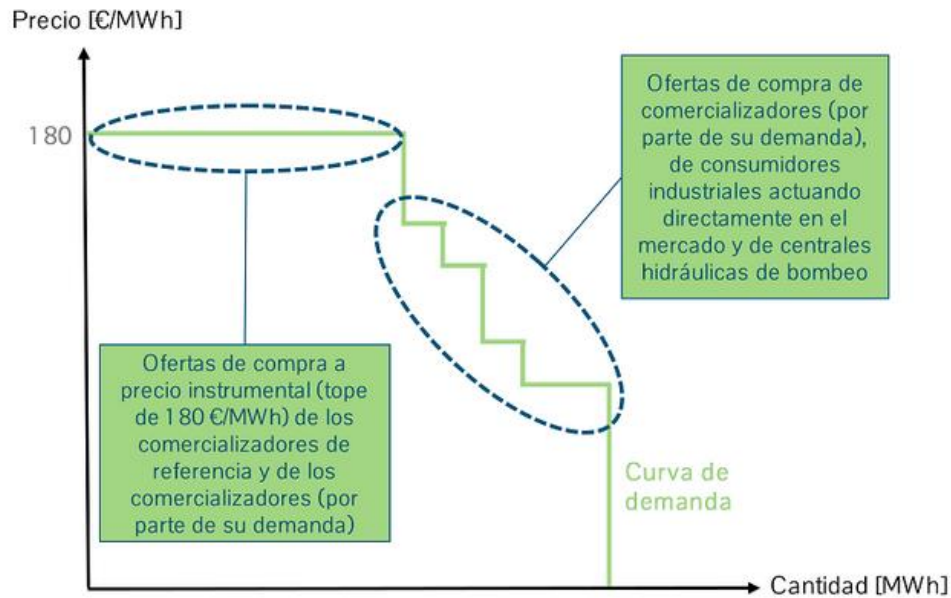 Precio [€/MWh]
180
Ofertas de compra de
comercializadores (por
parte de su demanda),
de consumidores
industriales actuando
directamente en el
mercado y de centrales
hidráulicas de bombeo
Ofertas de compra a
precio instrumental (tope
de 180 €/MWh) de los
comercializadores de
referencia y de los
comercializadores (por
parte de su demanda)
Curva de
demanda
Cantidad [MWh]